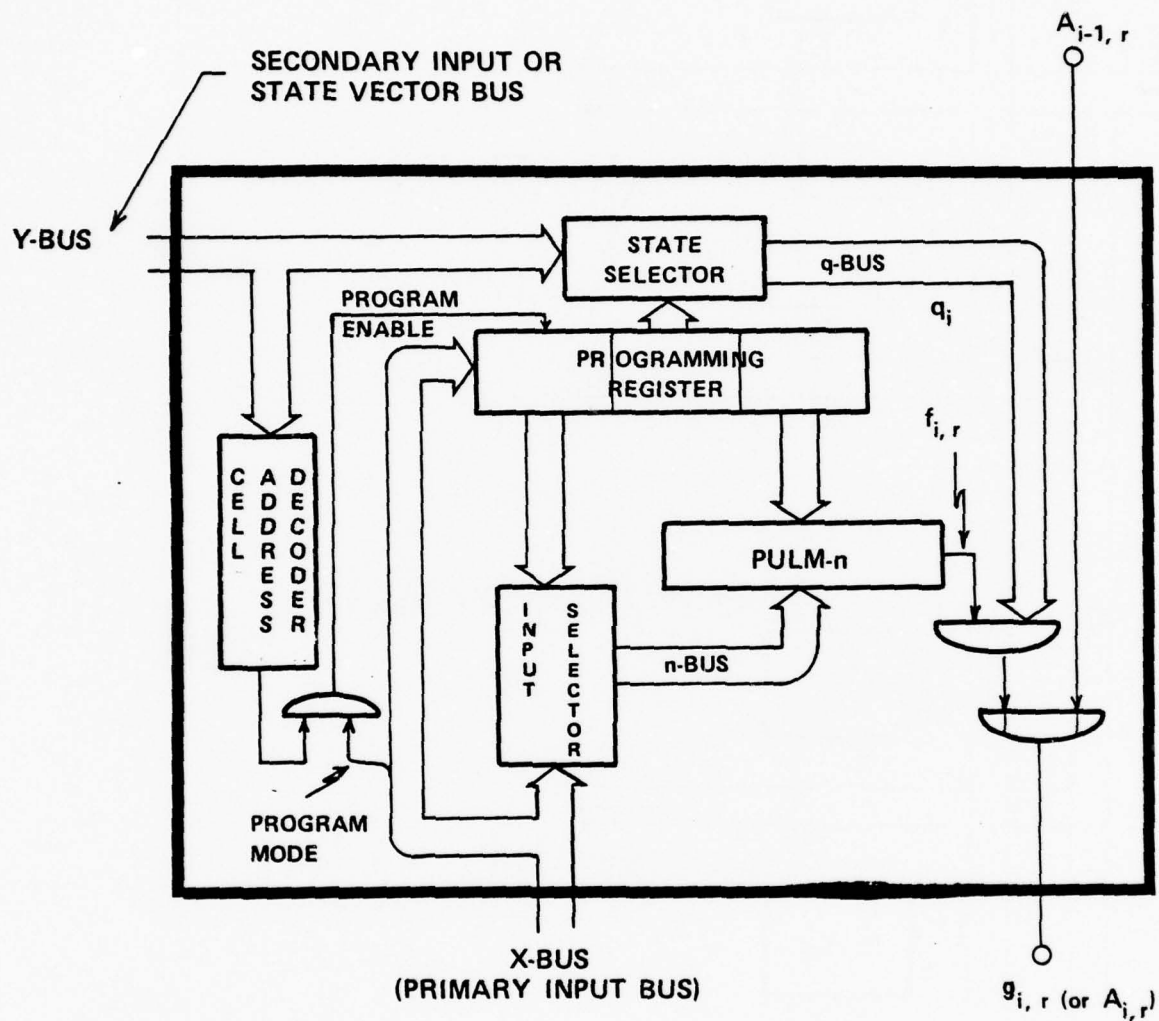 A_{i-1, r}
SECONDARY INPUT OR
STATE VECTOR BUS
Y-BUS
STATE
SELECTOR
q-BUS
q_i
PROGRAM
ENABLE
PROGRAMMING
REGISTER
f_{i, r}
CELL
ADDRESS
DECODER
PULM-n
INPUT
SELECTOR
n-BUS
PROGRAM
MODE
X-BUS
(PRIMARY INPUT BUS)
g_{i, r} (or A_{i, r})